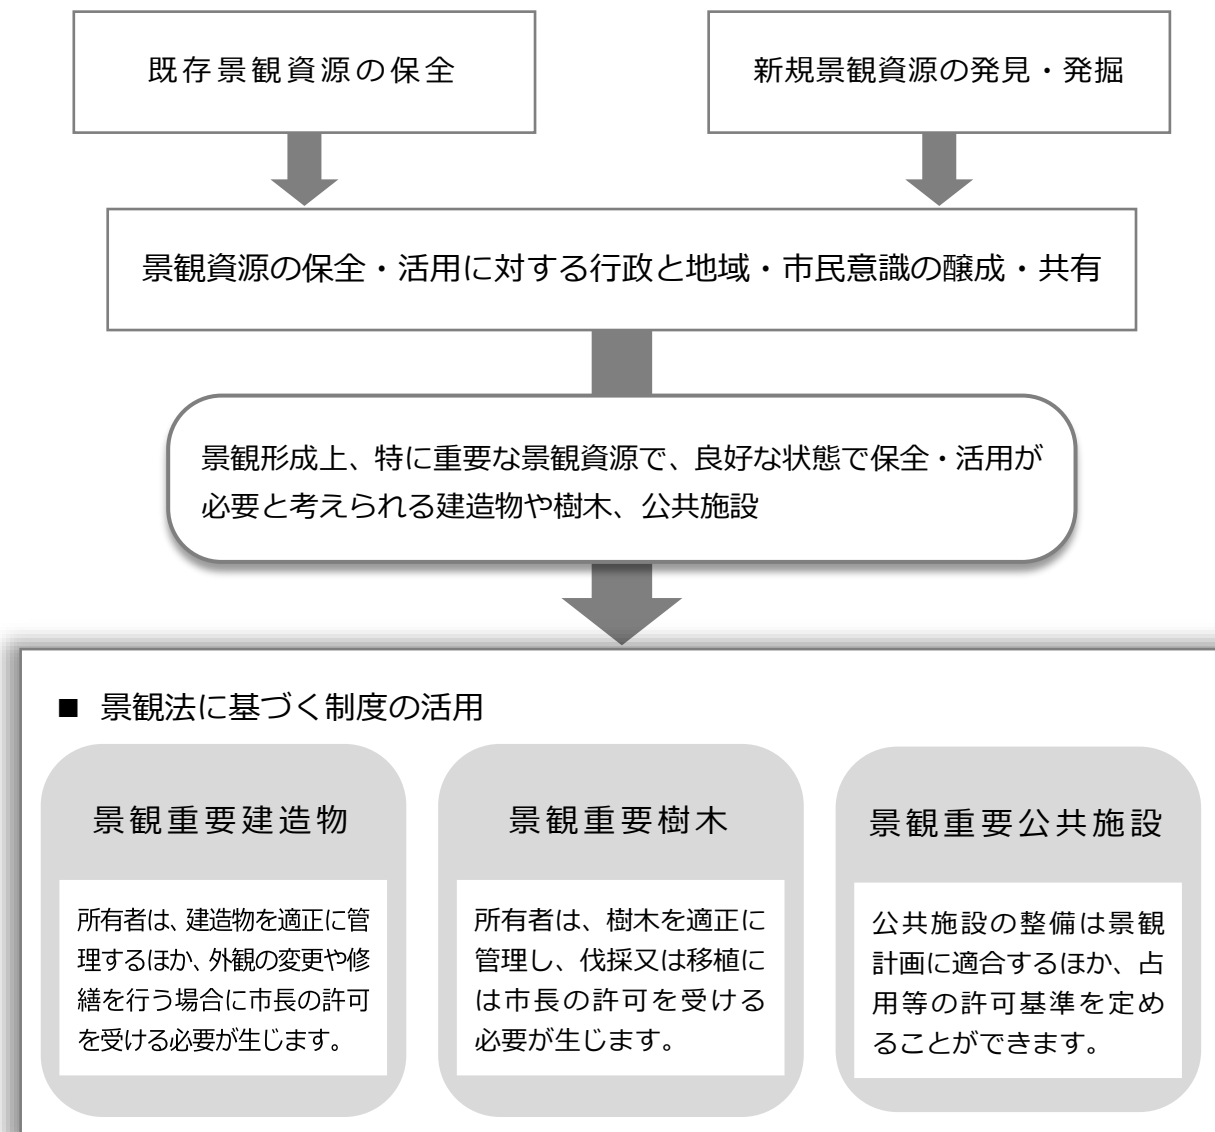 既存景観資源の保全
新規景観資源の発見・発掘
景観資源の保全・活用に対する行政と地域・市民意識の醸成・共有
景観形成上、特に重要な景観資源で、良好な状態で保全・活用が
必要と考えられる建造物や樹木、公共施設
■ 景観法に基づく制度の活用
景観重要建造物
所有者は、建造物を適正に管
理するほか、外観の変更や修
繕を行う場合に市長の許可
を受ける必要が生じます。
景観重要樹木
所有者は、樹木を適正に
管理し、伐採又は移植に
は市長の許可を受ける
必要が生じます。
景観重要公共施設
公共施設の整備は景観
計画に適合するほか、占
用等の許可基準を定め
ることができます。